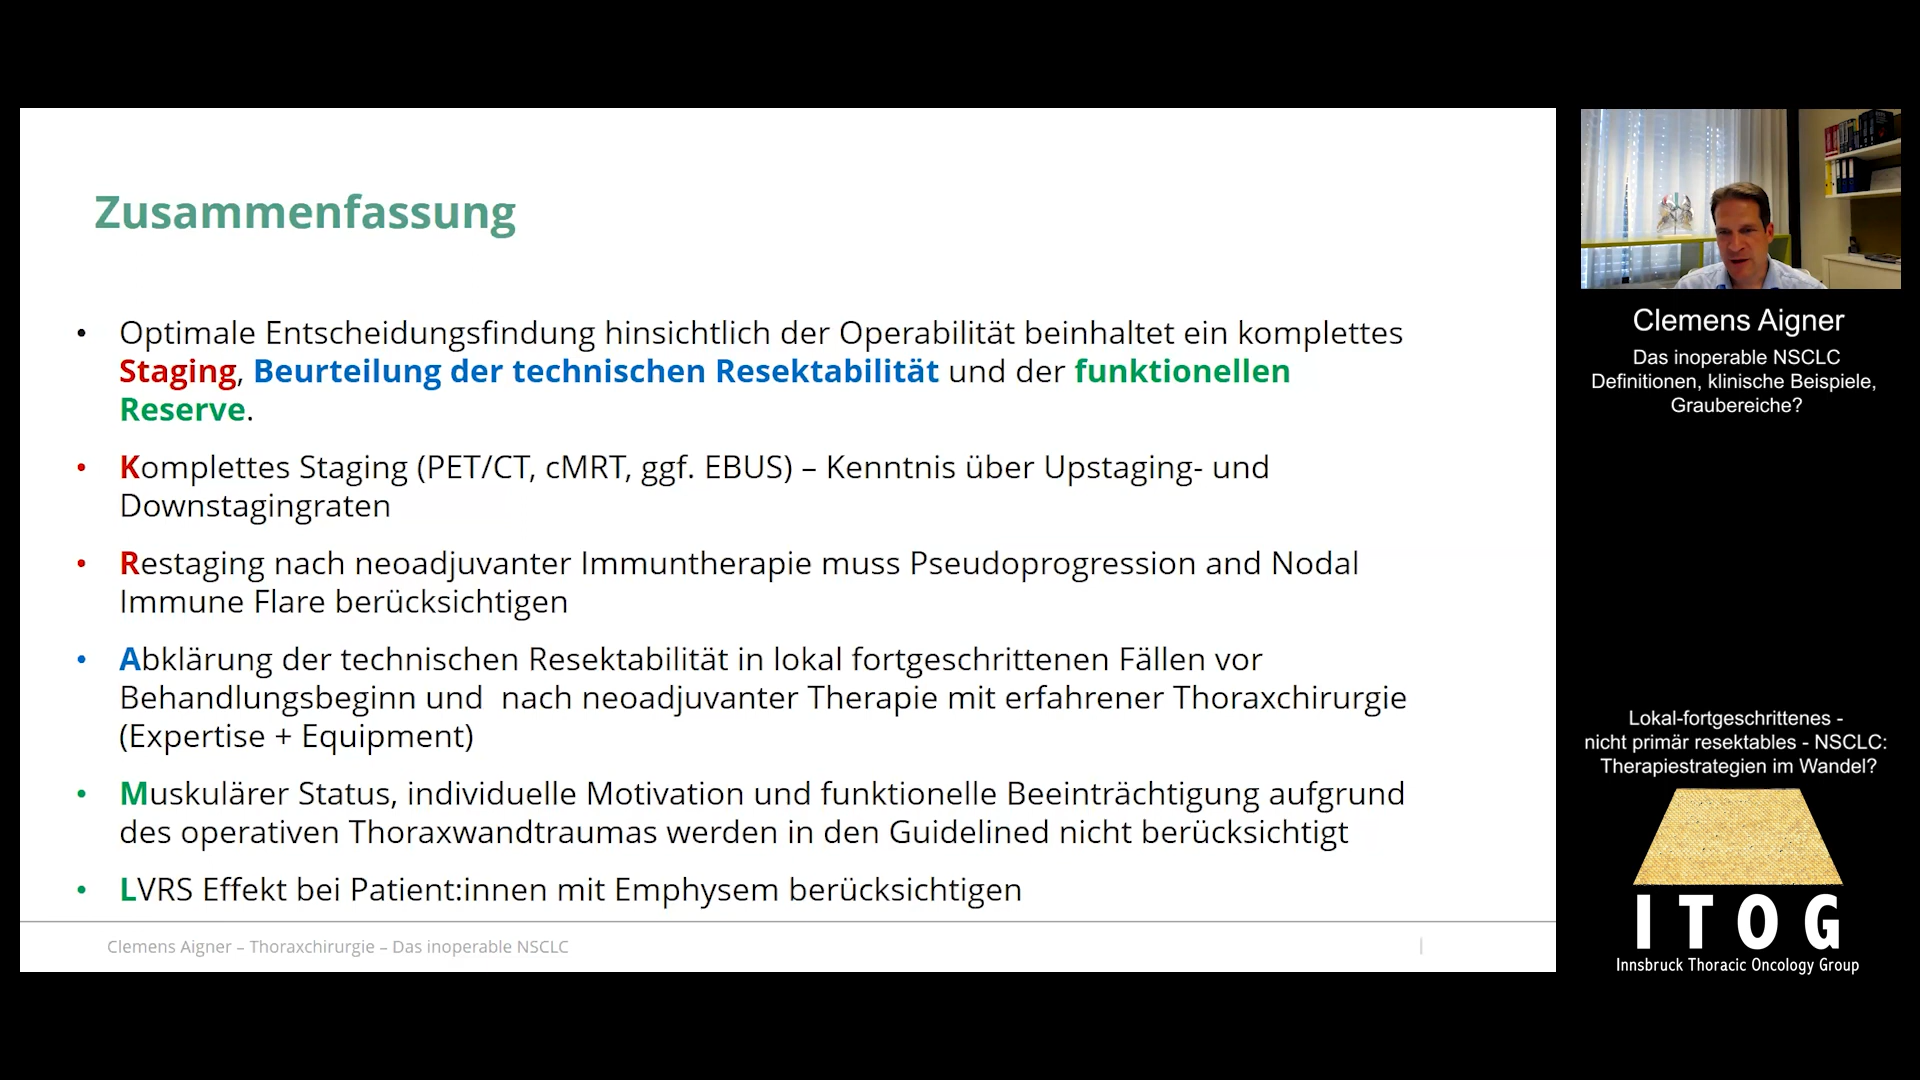 Zusammenfassung
• Optimale Entscheidungsfindung hinsichtlich der Operabilität beinhaltet ein komplettes
Staging, Beurteilung der technischen Resektabilität und der funktionellen
Reserve.
• Komplettes Staging (PET/CT, cMRT, ggf. EBUS) – Kenntnis über Upstaging- und
Downstagingraten
• Restaging nach neoadjuvanter Immuntherapie muss Pseudoprogression and Nodal
Immune Flare berücksichtigen
• Abklärung der technischen Resektabilität in lokal fortgeschrittenen Fällen vor
Behandlungsbeginn und  nach neoadjuvanter Therapie mit erfahrener Thoraxchirurgie
(Expertise + Equipment)
• Muskulärer Status, individuelle Motivation und funktionelle Beeinträchtigung aufgrund
des operativen Thoraxwandtraumas werden in den Guidelined nicht berücksichtigt
• LVRS Effekt bei Patient:innen mit Emphysem berücksichtigen
Clemens Aigner – Thoraxchirurgie – Das inoperable NSCLC
Clemens Aigner
Das inoperable NSCLC
Definitionen, klinische Beispiele,
Graubereiche?
Lokal-fortgeschrittenes -
nicht primär resektables - NSCLC:
Therapiestrategien im Wandel?
ITOG
Innsbruck Thoracic Oncology Group